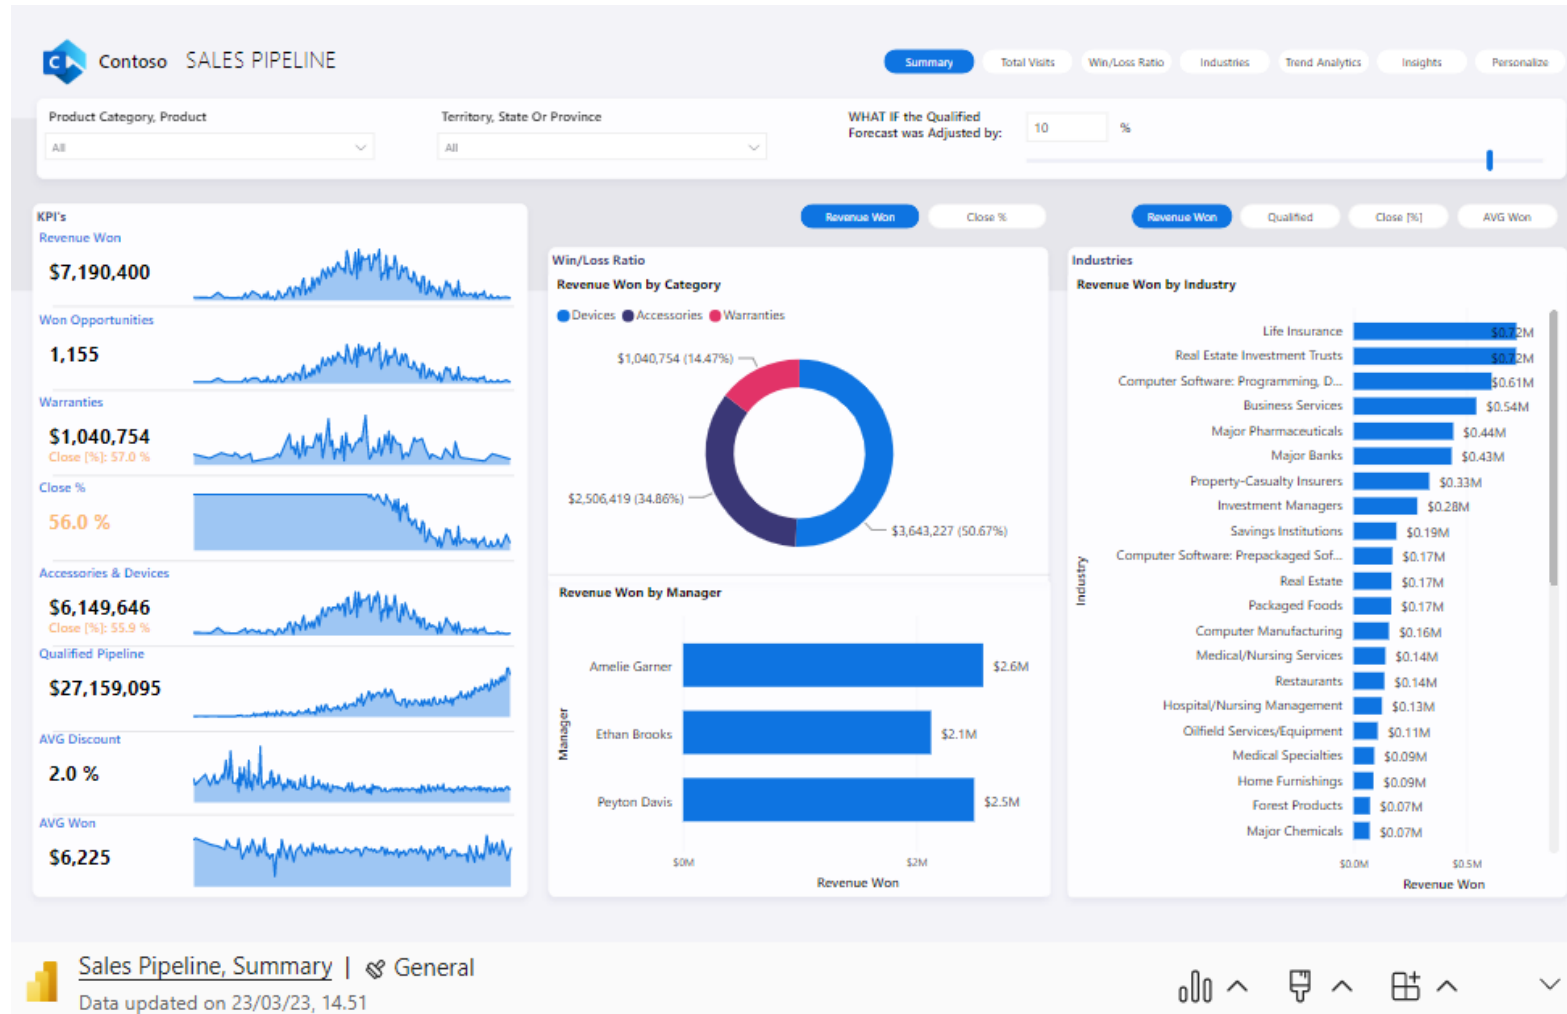 Contoso SALES PIPELINE
Summary
Total Visits
Win/Loss Ratio
Industries
Trend Analytics
Insights
Personalize
Product Category, Product
All
Territory, State Or Province
All
WHAT IF the Qualified
Forecast was Adjusted by:
10 %
KPI's
Revenue Won
$7,190,400
Won Opportunities
1,155
Warranties
$1,040,754
Close [%]: 57.0 %
Close %
56.0 %
Accessories & Devices
$6,149,646
Close [%]: 55.9 %
Qualified Pipeline
$27,159,095
AVG Discount
2.0 %
AVG Won
$6,225
Revenue Won
Close %
Win/Loss Ratio
Revenue Won by Category
Devices Accessories Warranties
$1,040,754 (14.47%)
$2,506,419 (34.86%)
$3,643,227 (50.67%)
Revenue Won by Manager
Manager
Amelie Garner $2.6M
Ethan Brooks $2.1M
Peyton Davis $2.5M
$0M $2M
Revenue Won
Revenue Won
Qualified
Close [%]
AVG Won
Industries
Revenue Won by Industry
Industry
Life Insurance $0.72M
Real Estate Investment Trusts $0.72M
Computer Software: Programming, D... $0.61M
Business Services $0.54M
Major Pharmaceuticals $0.44M
Major Banks $0.43M
Property-Casualty Insurers $0.33M
Investment Managers $0.28M
Savings Institutions $0.19M
Computer Software: Prepackaged Sof... $0.17M
Real Estate $0.17M
Packaged Foods $0.17M
Computer Manufacturing $0.16M
Medical/Nursing Services $0.14M
Restaurants $0.14M
Hospital/Nursing Management $0.13M
Oilfield Services/Equipment $0.11M
Medical Specialties $0.09M
Home Furnishings $0.09M
Forest Products $0.07M
Major Chemicals $0.07M
$0.0M $0.5M
Revenue Won
Sales Pipeline, Summary | General
Data updated on 23/03/23, 14.51